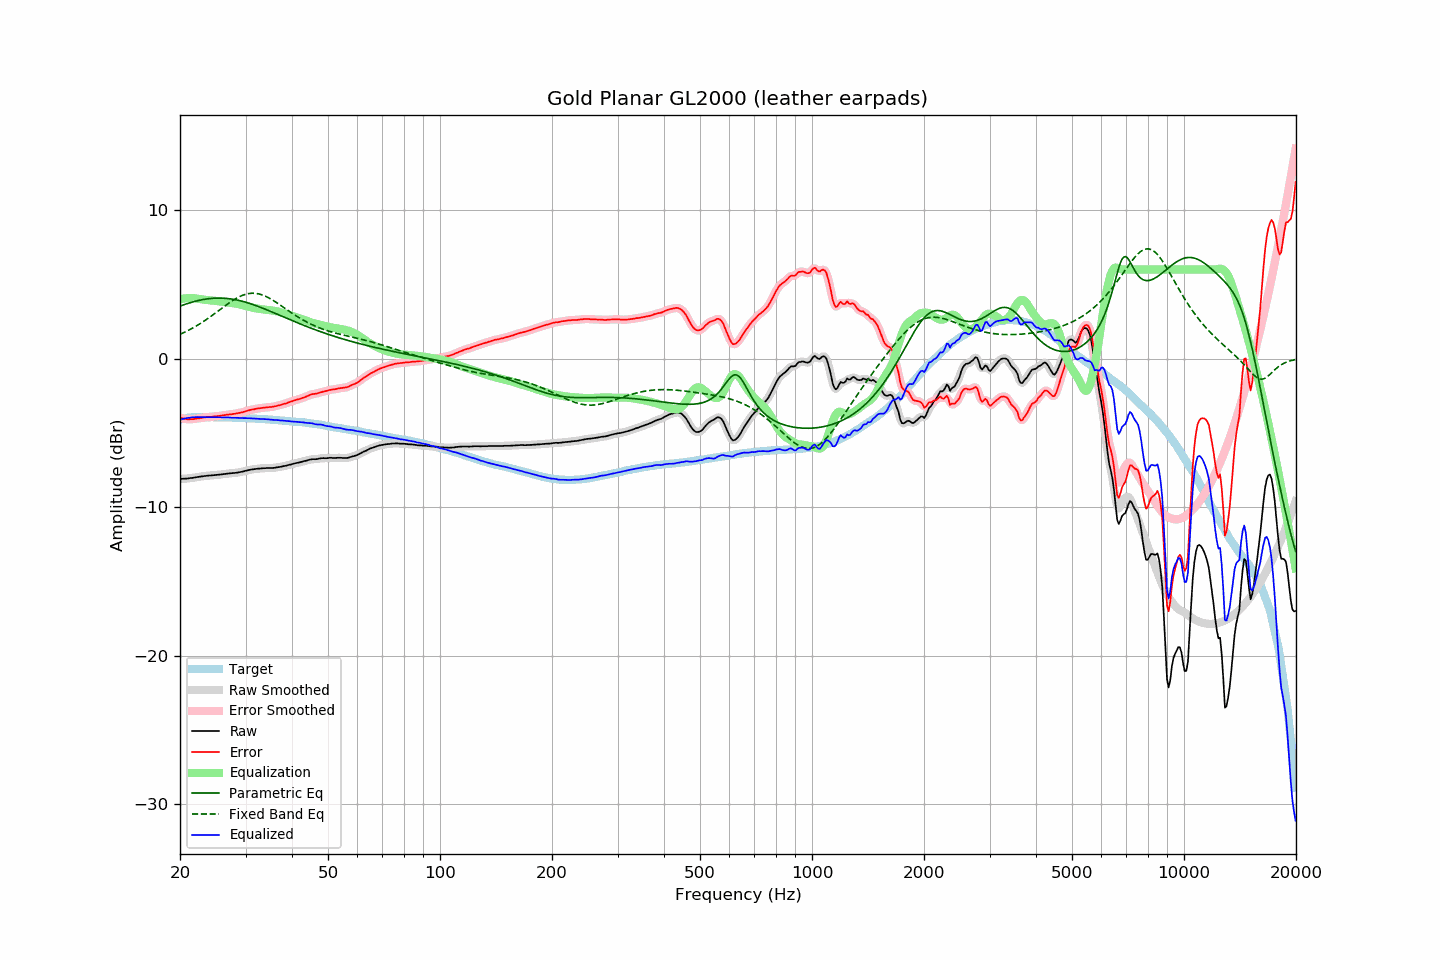 Gold Planar GL2000 (leather earpads)
Amplitude (dBr)
10
0
−10
−20
−30
Target
Raw Smoothed
Error Smoothed
Raw
Error
Equalization
Parametric Eq
Fixed Band Eq
Equalized
20 50 100 200 500 1000 2000 5000 10000 20000
Frequency (Hz)